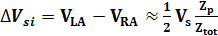 ΔV_si = V_LA − V_RA ≈ 1/2 V_s Z_p/Z_tot